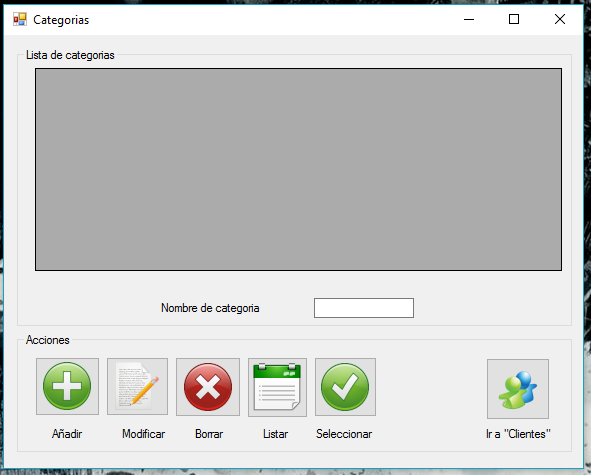 Categorias
Lista de categorias
Nombre de categoria
Acciones
Añadir
Modificar
Borrar
Listar
Seleccionar
Ir a "Clientes"